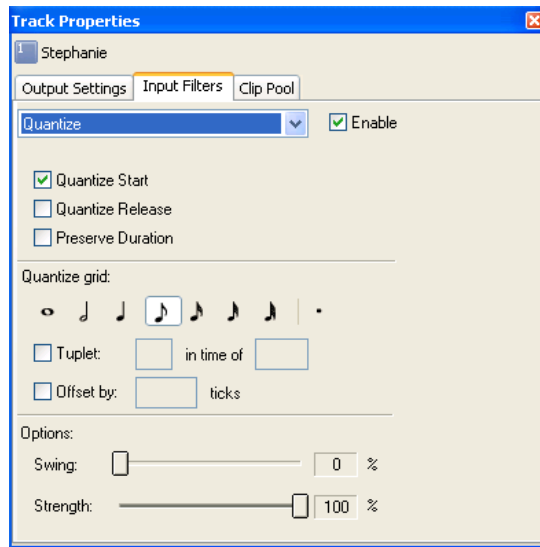 Track Properties
1 Stephanie
Output Settings Input Filters Clip Pool
Quantize Enable
Quantize Start
Quantize Release
Preserve Duration
Quantize grid:
Tuplet: in time of
Offset by: ticks
Options:
Swing: 0 %
Strength: 100 %